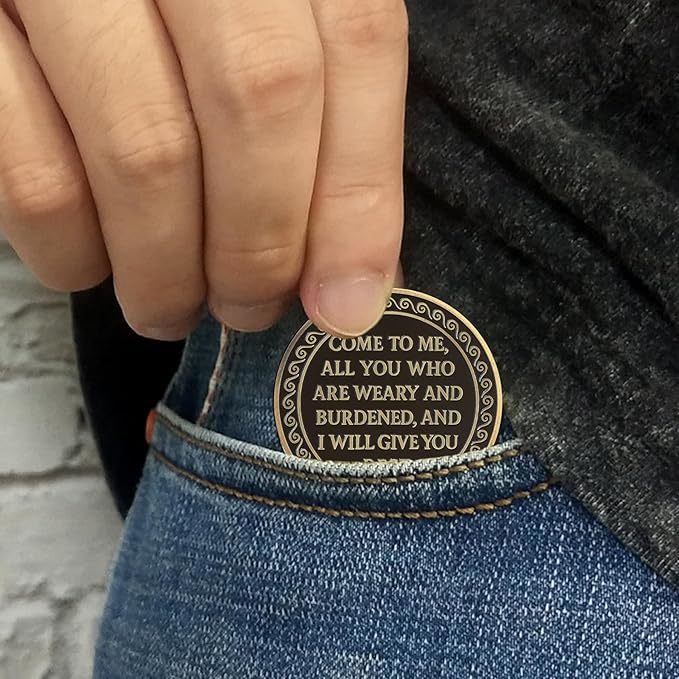 COME TO ME,
ALL YOU WHO
ARE WEARY AND
BURDENED, AND
I WILL GIVE YOU